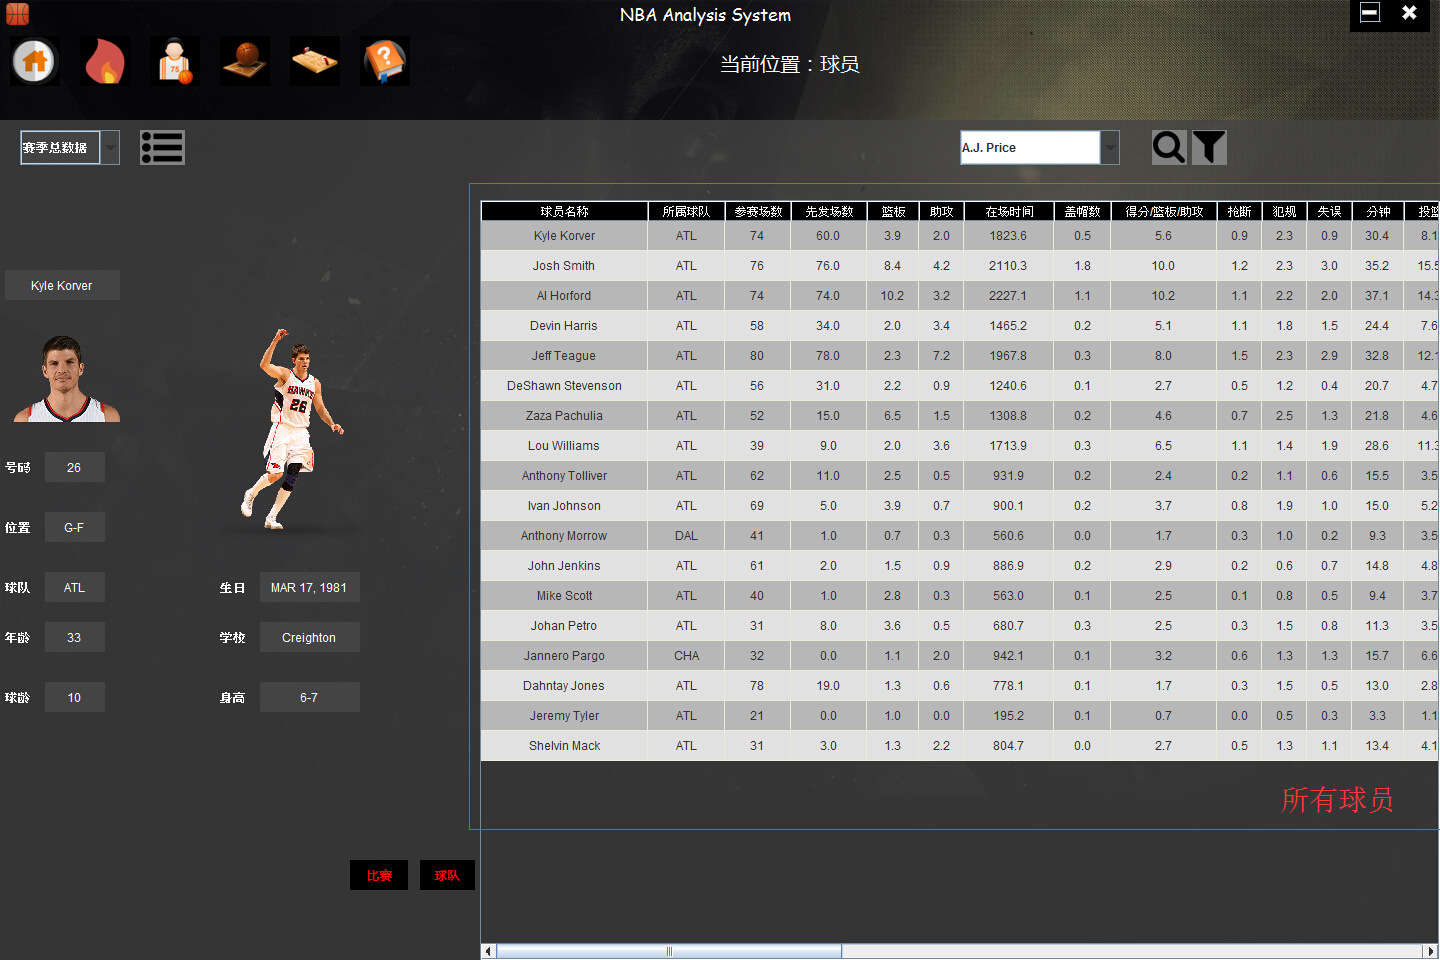 NBA Analysis System
当前位置：球员
75
赛季总数据
A.J. Price
Kyle Korver
HAWKS
26
号码 26
位置 G-F
球队 ATL 生日 MAR 17, 1981
年龄 33 学校 Creighton
球龄 10 身高 6-7
比赛 球队
球员名称 所属球队 参赛场数 先发场数 篮板 助攻 在场时间 盖帽数 得分/篮板/助攻 抢断 犯规 失误 分钟 投篮
Kyle Korver ATL 74 60.0 3.9 2.0 1823.6 0.5 5.6 0.9 2.3 0.9 30.4 8.1
Josh Smith ATL 76 76.0 8.4 4.2 2110.3 1.8 10.0 1.2 2.3 3.0 35.2 15.5
Al Horford ATL 74 74.0 10.2 3.2 2227.1 1.1 10.2 1.1 2.2 2.0 37.1 14.3
Devin Harris ATL 58 34.0 2.0 3.4 1465.2 0.2 5.1 1.1 1.8 1.5 24.4 7.6
Jeff Teague ATL 80 78.0 2.3 7.2 1967.8 0.3 8.0 1.5 2.3 2.9 32.8 12.1
DeShawn Stevenson ATL 56 31.0 2.2 0.9 1240.6 0.1 2.7 0.5 1.2 0.4 20.7 4.7
Zaza Pachulia ATL 52 15.0 6.5 1.5 1308.8 0.2 4.6 0.7 2.5 1.3 21.8 4.6
Lou Williams ATL 39 9.0 2.0 3.6 1713.9 0.3 6.5 1.1 1.4 1.9 28.6 11.3
Anthony Tolliver ATL 62 11.0 2.5 0.5 931.9 0.2 2.4 0.2 1.1 0.6 15.5 3.5
Ivan Johnson ATL 69 5.0 3.9 0.7 900.1 0.2 3.7 0.8 1.9 1.0 15.0 5.2
Anthony Morrow DAL 41 1.0 0.7 0.3 560.6 0.0 1.7 0.3 1.0 0.2 9.3 3.5
John Jenkins ATL 61 2.0 1.5 0.9 886.9 0.2 2.9 0.2 0.6 0.7 14.8 4.8
Mike Scott ATL 40 1.0 2.8 0.3 563.0 0.1 2.5 0.1 0.8 0.5 9.4 3.7
Johan Petro ATL 31 8.0 3.6 0.5 680.7 0.3 2.5 0.3 1.5 0.8 11.3 3.5
Jannero Pargo CHA 32 0.0 1.1 2.0 942.1 0.1 3.2 0.6 1.3 1.3 15.7 6.6
Dahntay Jones ATL 78 19.0 1.3 0.6 778.1 0.1 1.7 0.3 1.5 0.5 13.0 2.8
Jeremy Tyler ATL 21 0.0 1.0 0.0 195.2 0.1 0.7 0.0 0.5 0.3 3.3 1.1
Shelvin Mack ATL 31 3.0 1.3 2.2 804.7 0.0 2.7 0.5 1.3 1.1 13.4 4.1
所有球员